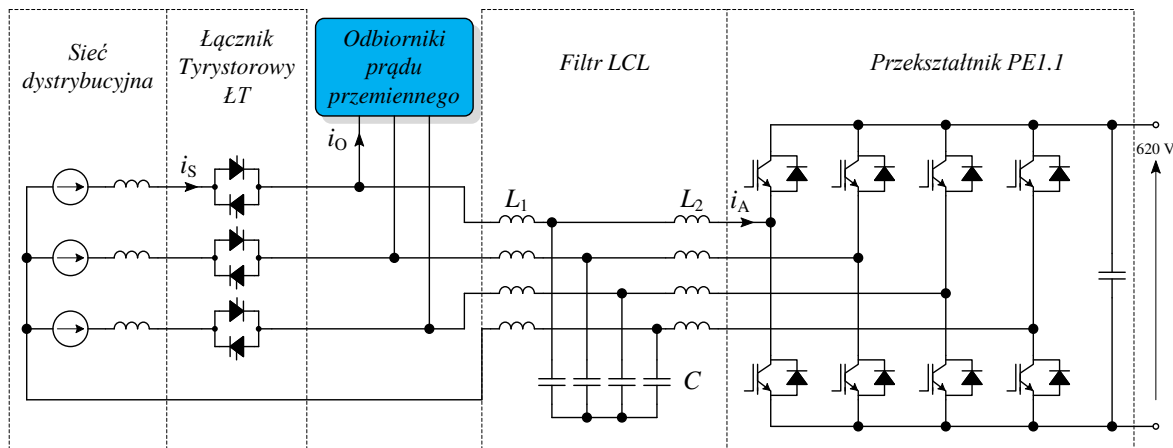 Sieć
dystrybucyjna
Łącznik
Tyrystorowy
ŁT
Odbiorniki
prądu
przemiennego
Filtr LCL
Przekształtnik PE1.1
iS
iO
L1
L2
iA
620 V
C